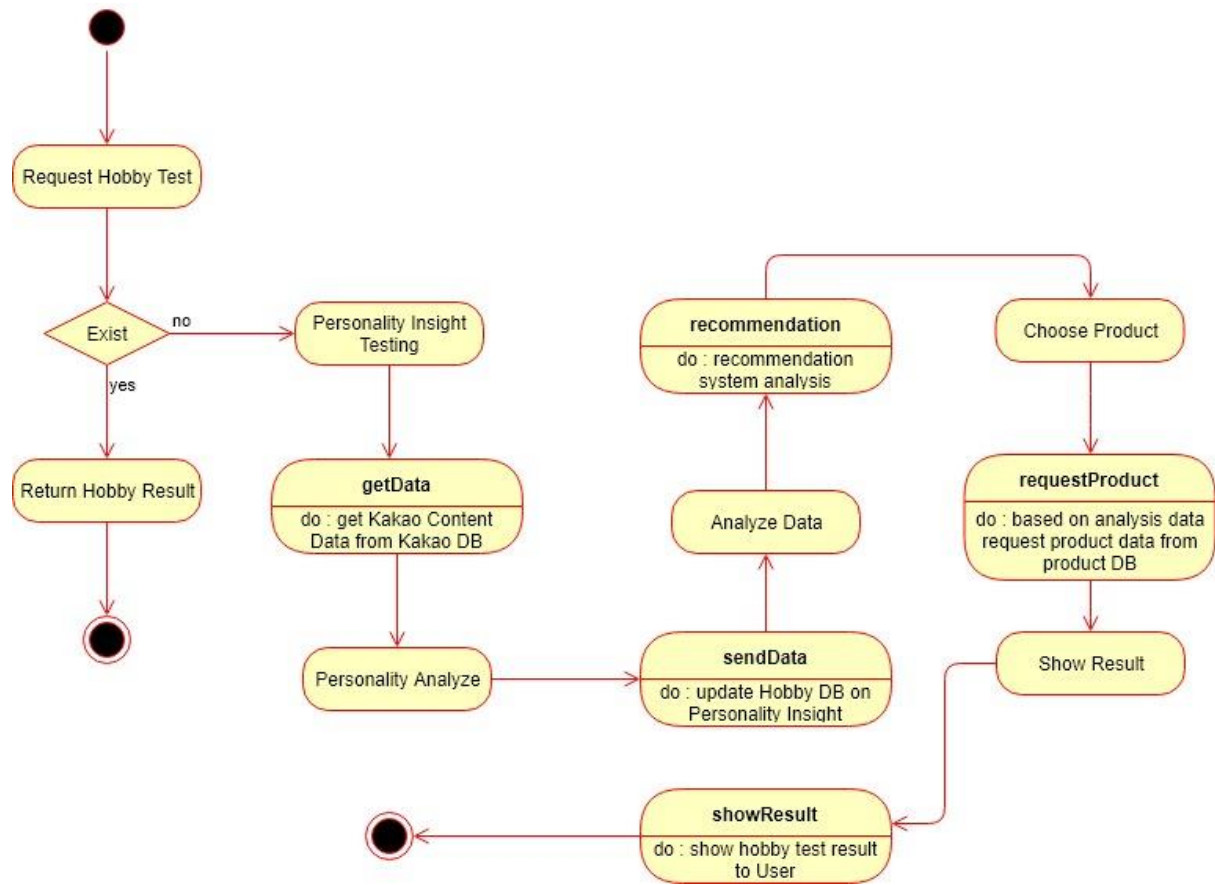 Request Hobby Test
Exist
no
yes
Return Hobby Result
Personality Insight
Testing
getData
do : get Kakao Content
Data from Kakao DB
Personality Analyze
sendData
do : update Hobby DB on
Personality Insight
Analyze Data
recommendation
do : recommendation
system analysis
Choose Product
requestProduct
do : based on analysis data
request product data from
product DB
Show Result
showResult
do : show hobby test result
to User